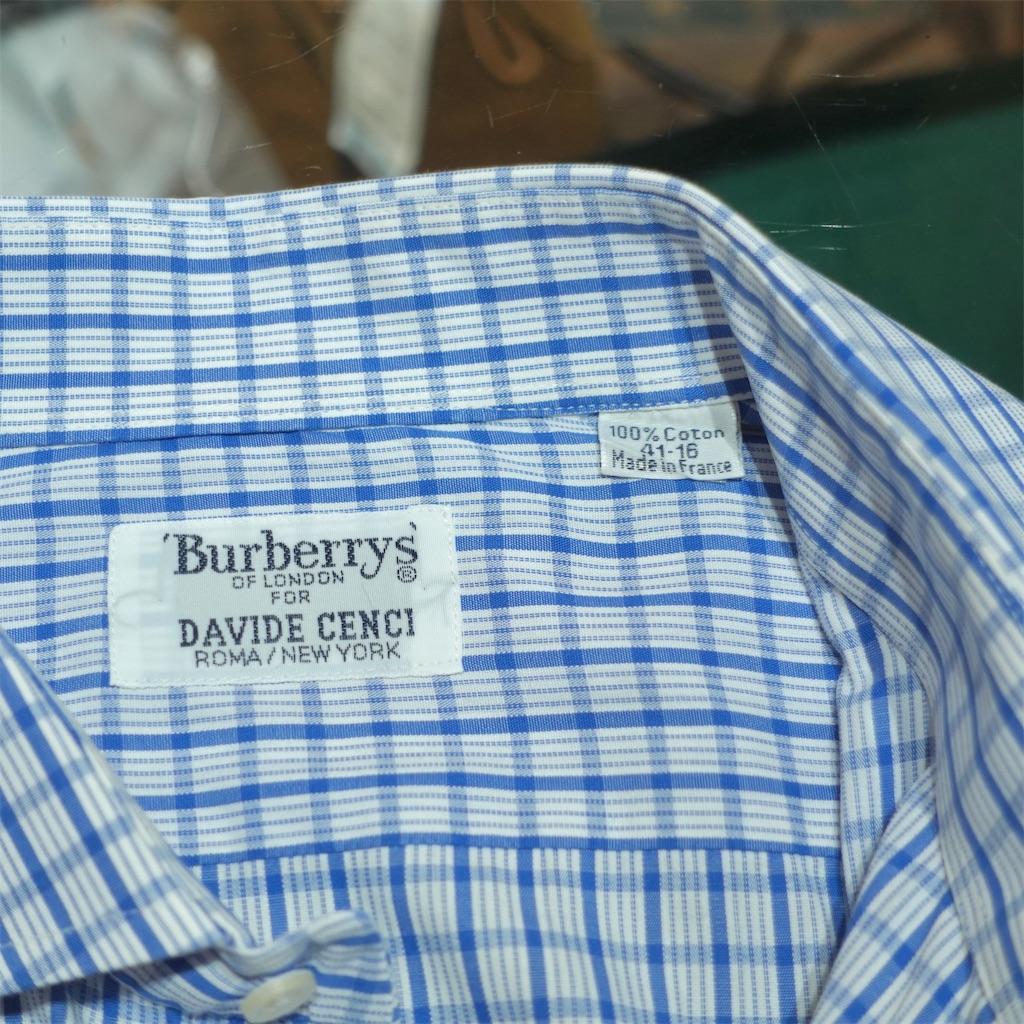 100% Coton
41-16
Made in France
'Burberrys'
OF LONDON ®
FOR
DAVIDE CENCI
ROMA/NEW YORK